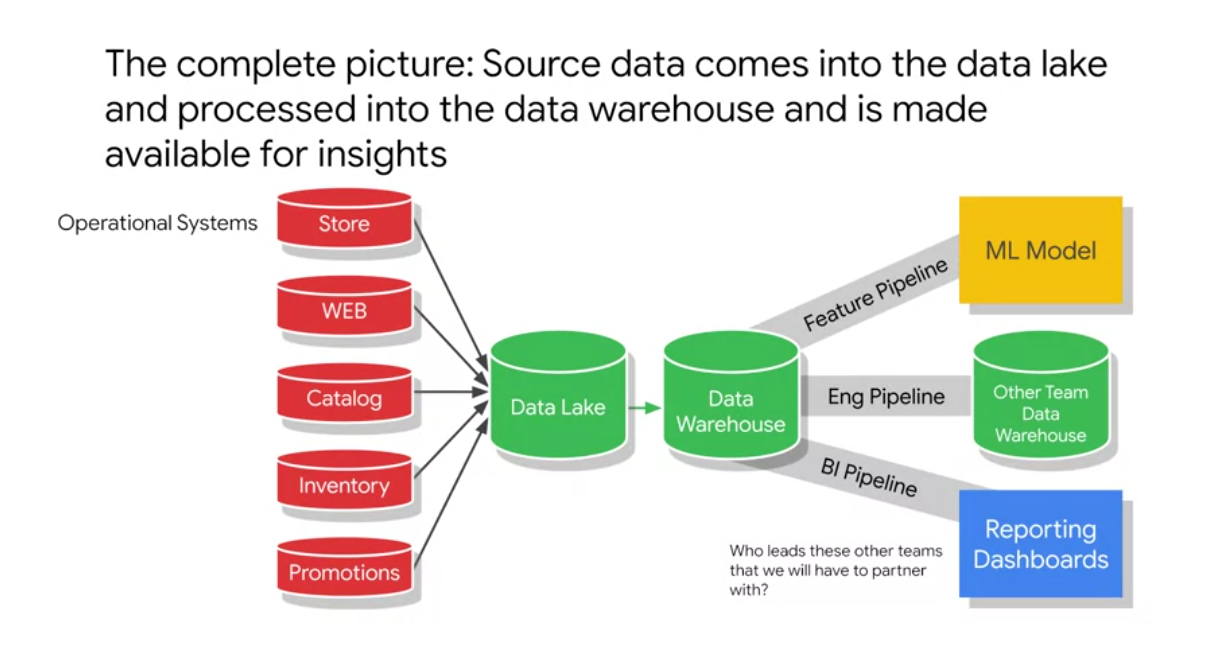 The complete picture: Source data comes into the data lake
and processed into the data warehouse and is made
available for insights
Operational Systems
Store
WEB
Catalog
Inventory
Promotions
Data Lake
Data
Warehouse
Feature Pipeline
Eng Pipeline
BI Pipeline
ML Model
Other Team
Data
Warehouse
Reporting
Dashboards
Who leads these other teams
that we will have to partner
with?